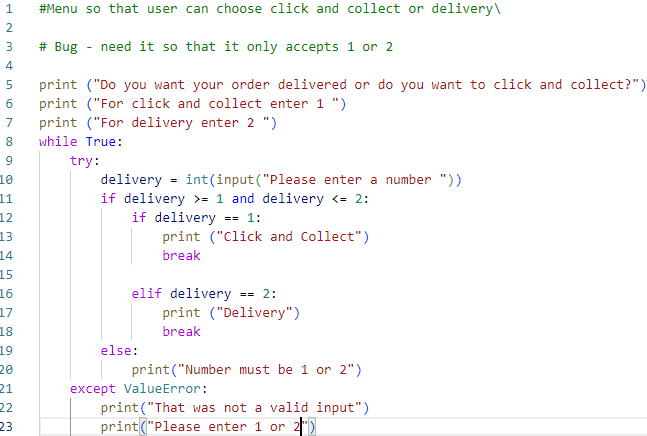 1 #Menu so that user can choose click and collect or delivery\
2
3 # Bug - need it so that it only accepts 1 or 2
4
5 print ("Do you want your order delivered or do you want to click and collect?")
6 print ("For click and collect enter 1 ")
7 print ("For delivery enter 2 ")
8 while True:
9     try:
10         delivery = int(input("Please enter a number "))
11         if delivery >= 1 and delivery <= 2:
12             if delivery == 1:
13                 print ("Click and Collect")
14                 break
15
16             elif delivery == 2:
17                 print ("Delivery")
18                 break
19         else:
20             print("Number must be 1 or 2")
21     except ValueError:
22         print("That was not a valid input")
23         print("Please enter 1 or 2")